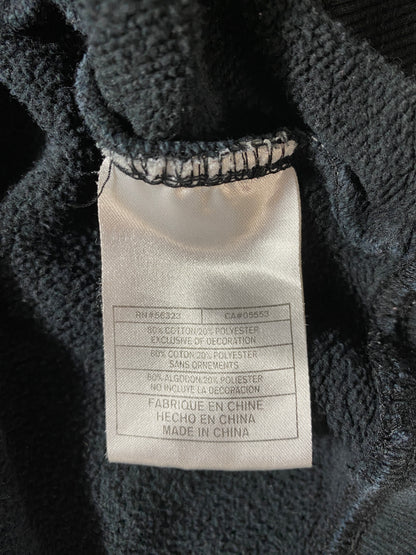 RN#56323 CA#05553
80% COTTON/20% POLYESTER
EXCLUSIVE OF DECORATION
80% COTON/20% POLYESTER
SANS ORNEMENTS
80% ALGODON/20% POLIESTER
NO INCLUYE LA DECORACION
FABRIQUE EN CHINE
HECHO EN CHINA
MADE IN CHINA